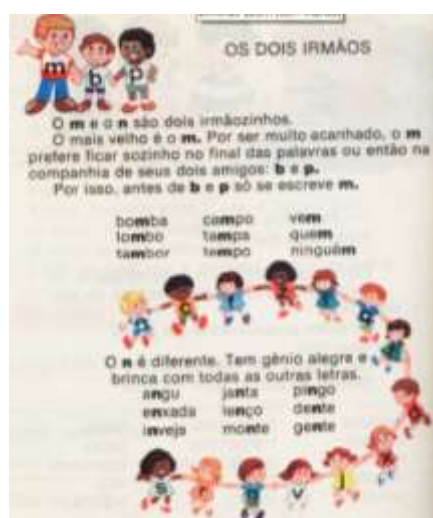 OS DOIS IRMÃOS
m b p
O m e o n são dois irmãozinhos.
O mais velho é o m. Por ser muito acanhado, o m
prefere ficar sozinho no final das palavras ou então na
companhia de seus dois amigos: b e p.
Por isso, antes de b e p só se escreve m.
bomba campo vem
lombo tampa quem
tambor tempo ninguém
O n é diferente. Tem gênio alegre e
brinca com todas as outras letras.
angu janta pingo
enxada lenço dente
inveja monte gente
s v j